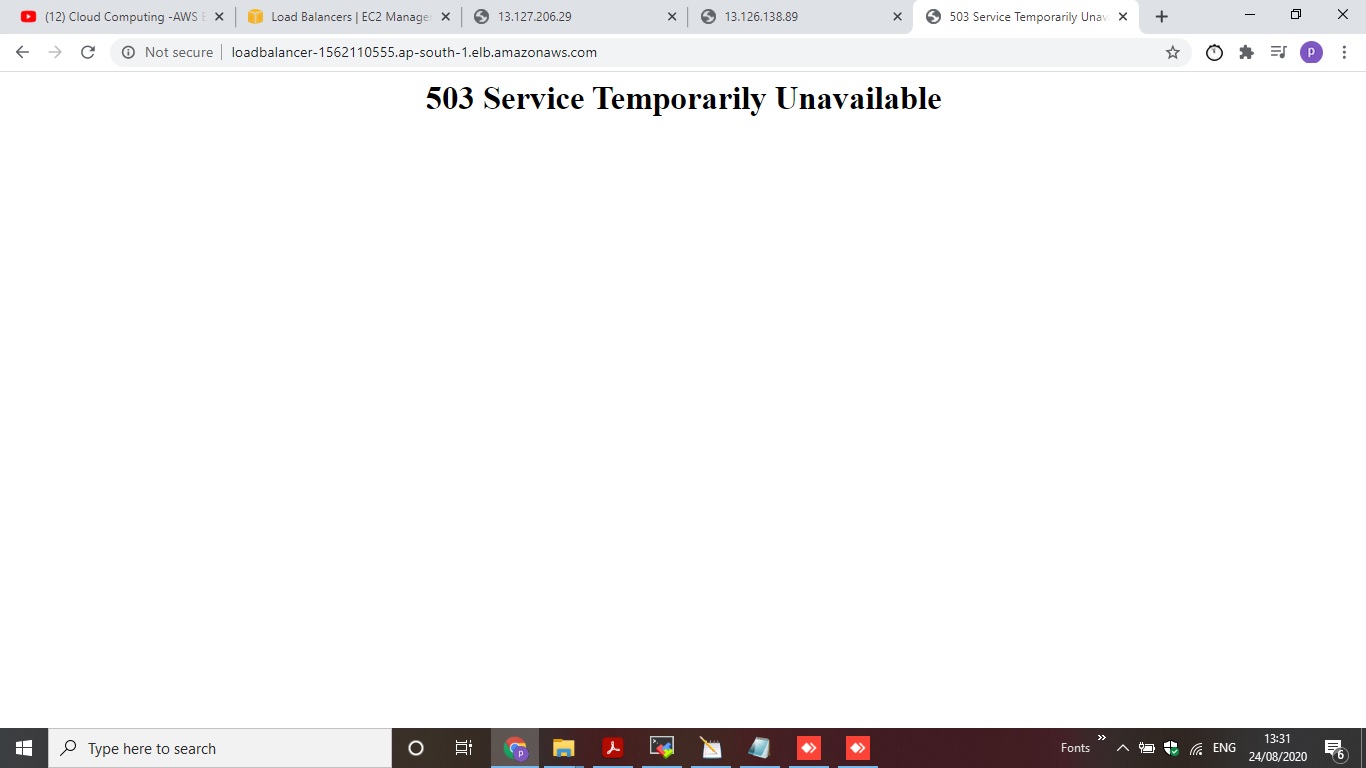 (12) Cloud Computing -AWS E
Load Balancers | EC2 Manage
13.127.206.29
13.126.138.89
503 Service Temporarily Unav
Not secure
loadbalancer-1562110555.ap-south-1.elb.amazonaws.com
p
503 Service Temporarily Unavailable
Type here to search
p
Fonts
ENG
13:31
24/08/2020
6